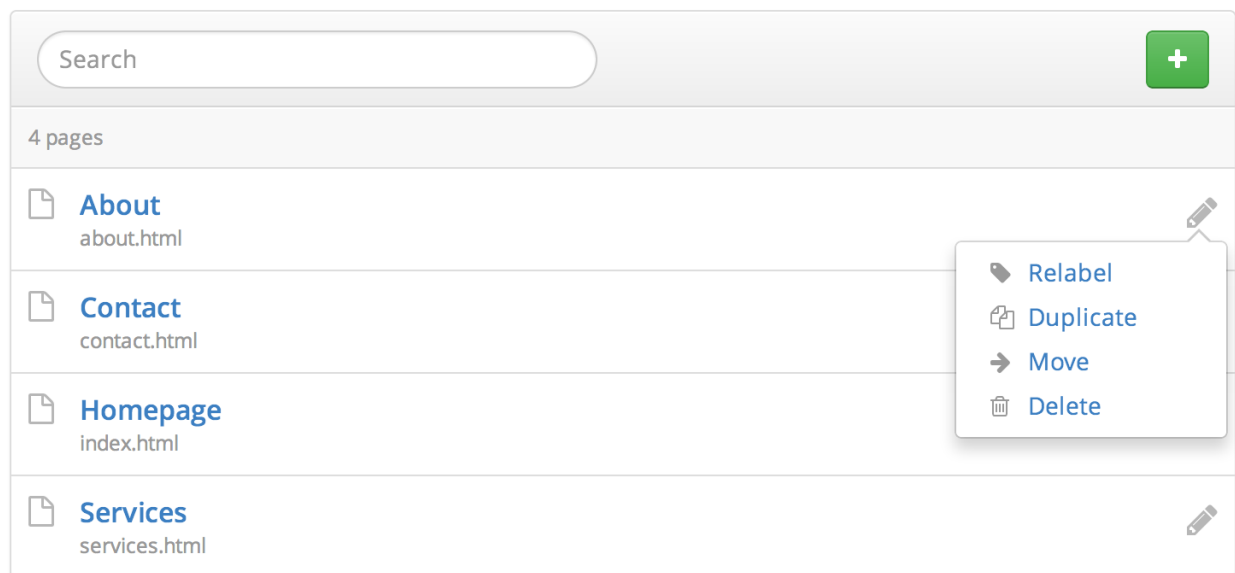 Search
+
4 pages
About
about.html
Relabel
Contact
Duplicate
contact.html
Move
Homepage
Delete
index.html
Services
services.html